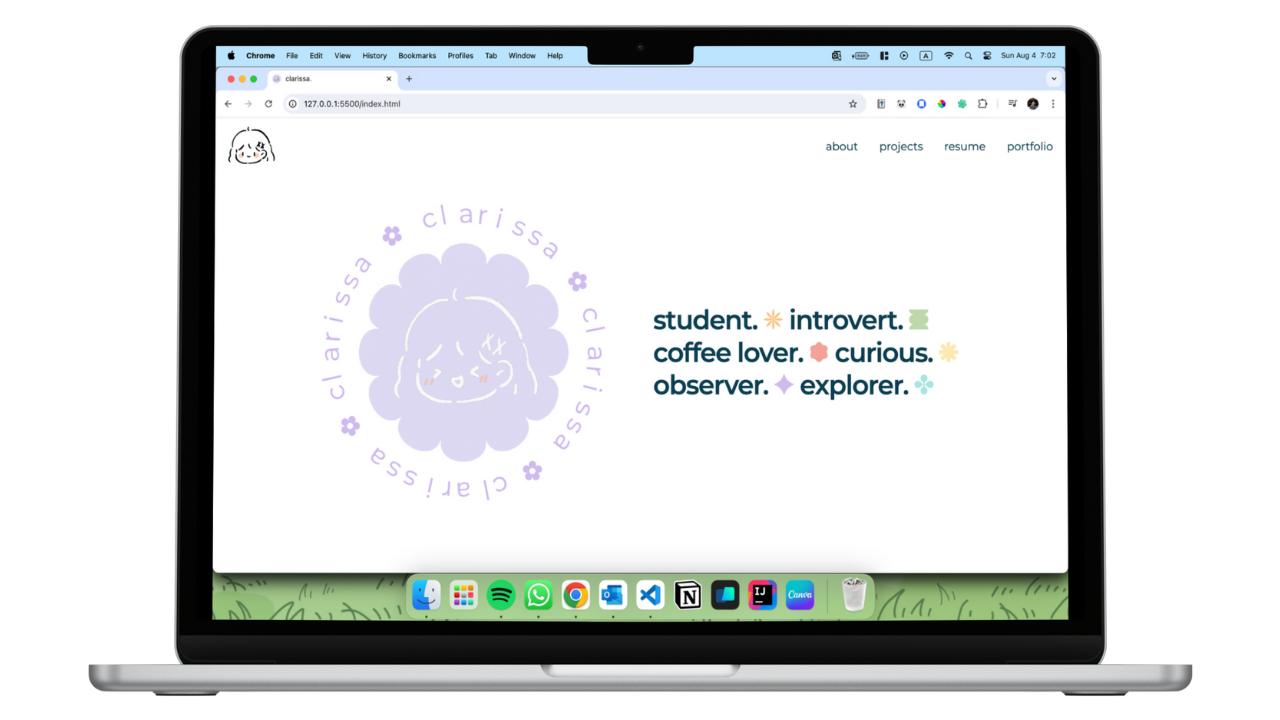 Chrome File Edit View History Bookmarks Profiles Tab Window Help A Sun Aug 4 7:02
clarissa.
127.0.0.1:5500/index.html
about projects resume portfolio
clarissa
clarissa
clarissa
clarissa
student. introvert.
coffee lover. curious.
observer. explorer.
N
IJ
Canva